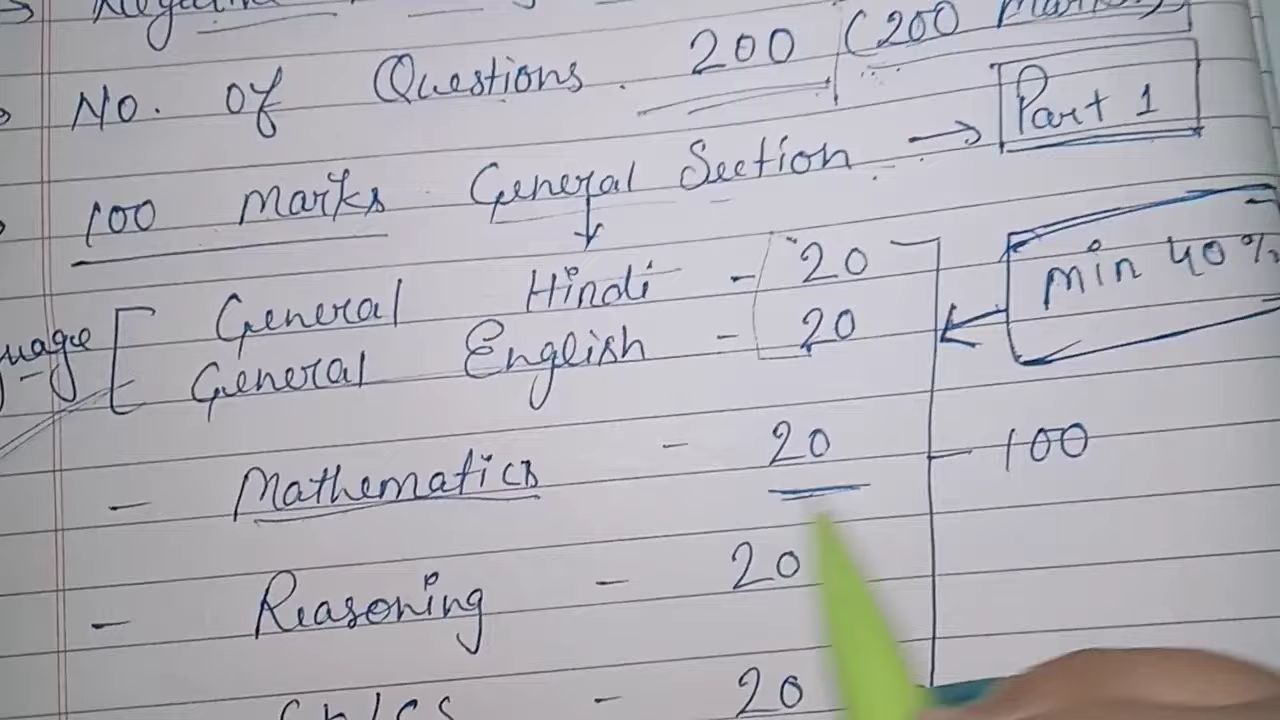 No. of Questions. 200 (200 Marks)
100 marks. General Section → Part 1
General Hindi - 20
min 40%
General English - 20
- Mathematics - 20 - 100
- Reasoning - 20
- 20